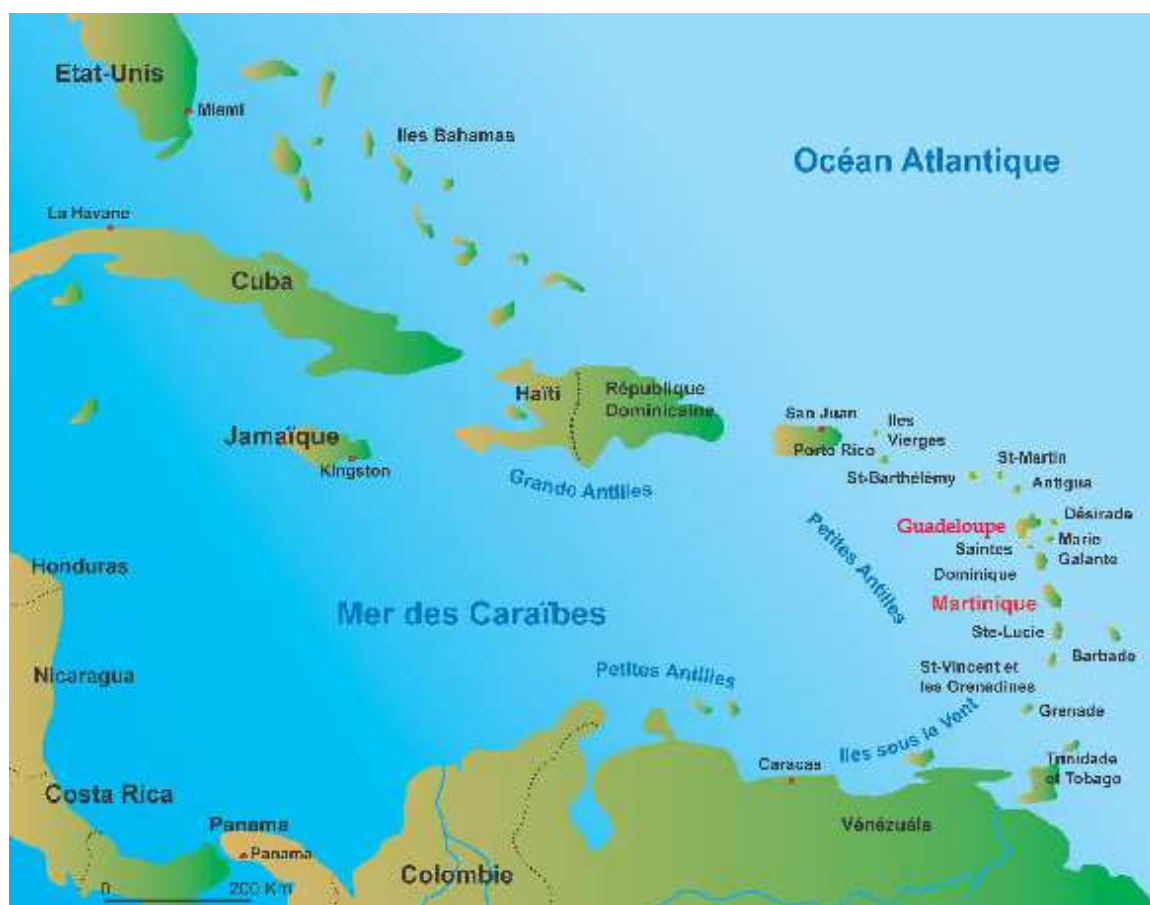 Etat-Unis
Miami
Iles Bahamas
Océan Atlantique
La Havane
Cuba
Haïti
République
Dominicaine
Jamaïque
Kingston
Grande Antilles
San Juan
Porto Rico
Iles
Vierges
St-Martin
St-Barthélémy
Antigua
Guadeloupe
Désirade
Saintes
Marie
Galante
Petites Antilles
Dominique
Honduras
Mer des Caraïbes
Martinique
Ste-Lucie
Barbade
Nicaragua
Petites Antilles
St-Vincent et
les Grenadines
Grenade
Iles sous le Vent
Caracas
Trinidade
et Tobago
Costa Rica
Panama
Panama
Vénézuéla
Colombie
0 200 Km